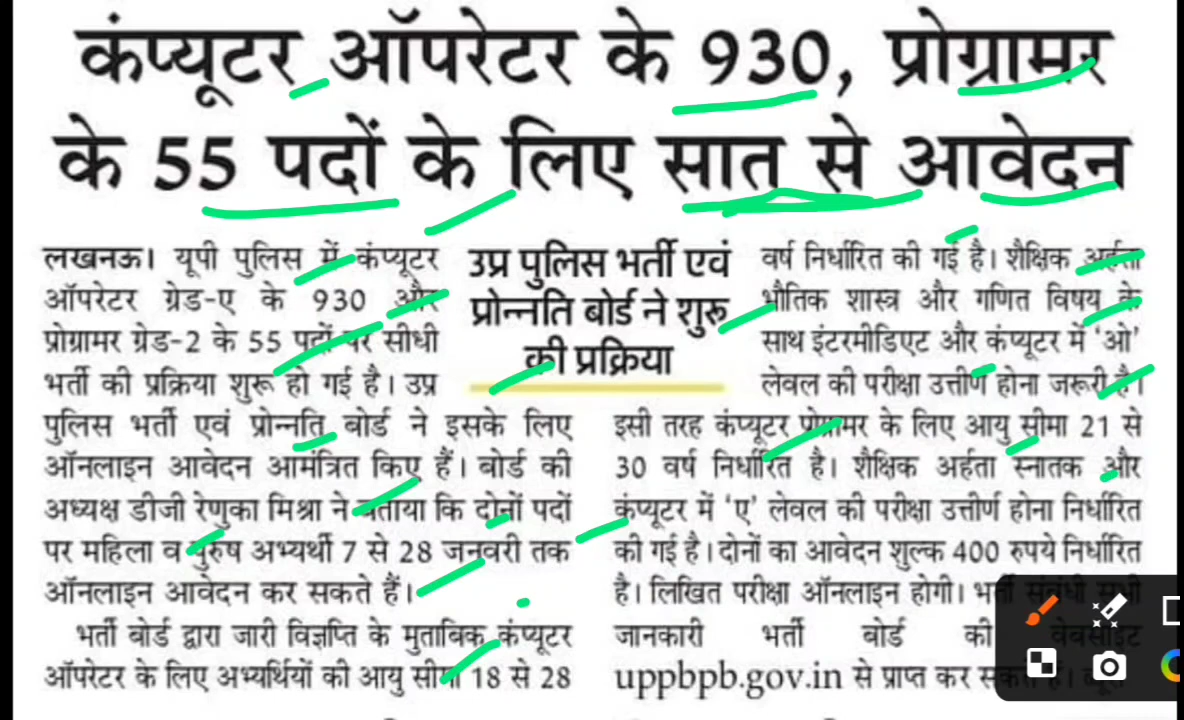 कंप्यूटर ऑपरेटर के 930, प्रोग्रामर
के 55 पदों के लिए सात से आवेदन
लखनऊ। यूपी पुलिस में कंप्यूटर
ऑपरेटर ग्रेड-ए के 930 और
प्रोग्रामर ग्रेड-2 के 55 पदों पर सीधी
भर्ती की प्रक्रिया शुरू हो गई है। उप्र
पुलिस भर्ती एवं प्रोन्नति बोर्ड ने इसके लिए
ऑनलाइन आवेदन आमंत्रित किए हैं। बोर्ड की
अध्यक्ष डीजी रेणुका मिश्रा ने बताया कि दोनों पदों
पर महिला व पुरुष अभ्यर्थी 7 से 28 जनवरी तक
ऑनलाइन आवेदन कर सकते हैं।
भर्ती बोर्ड द्वारा जारी विज्ञप्ति के मुताबिक कंप्यूटर
ऑपरेटर के लिए अभ्यर्थियों की आयु सीमा 18 से 28
उप्र पुलिस भर्ती एवं
प्रोन्नति बोर्ड ने शुरू
की प्रक्रिया
वर्ष निर्धारित की गई है। शैक्षिक अर्हता
भौतिक शास्त्र और गणित विषय के
साथ इंटरमीडिएट और कंप्यूटर में 'ओ'
लेवल की परीक्षा उत्तीर्ण होना जरूरी है।
इसी तरह कंप्यूटर प्रोग्रामर के लिए आयु सीमा 21 से
30 वर्ष निर्धारित है। शैक्षिक अर्हता स्नातक और
कंप्यूटर में 'ए' लेवल की परीक्षा उत्तीर्ण होना निर्धारित
की गई है। दोनों का आवेदन शुल्क 400 रुपये निर्धारित
है। लिखित परीक्षा ऑनलाइन होगी। भर्ती संबंधी सभी
जानकारी भर्ती बोर्ड की वेबसाइट
uppbpb.gov.in से प्राप्त कर सकते हैं। ब्यूरो